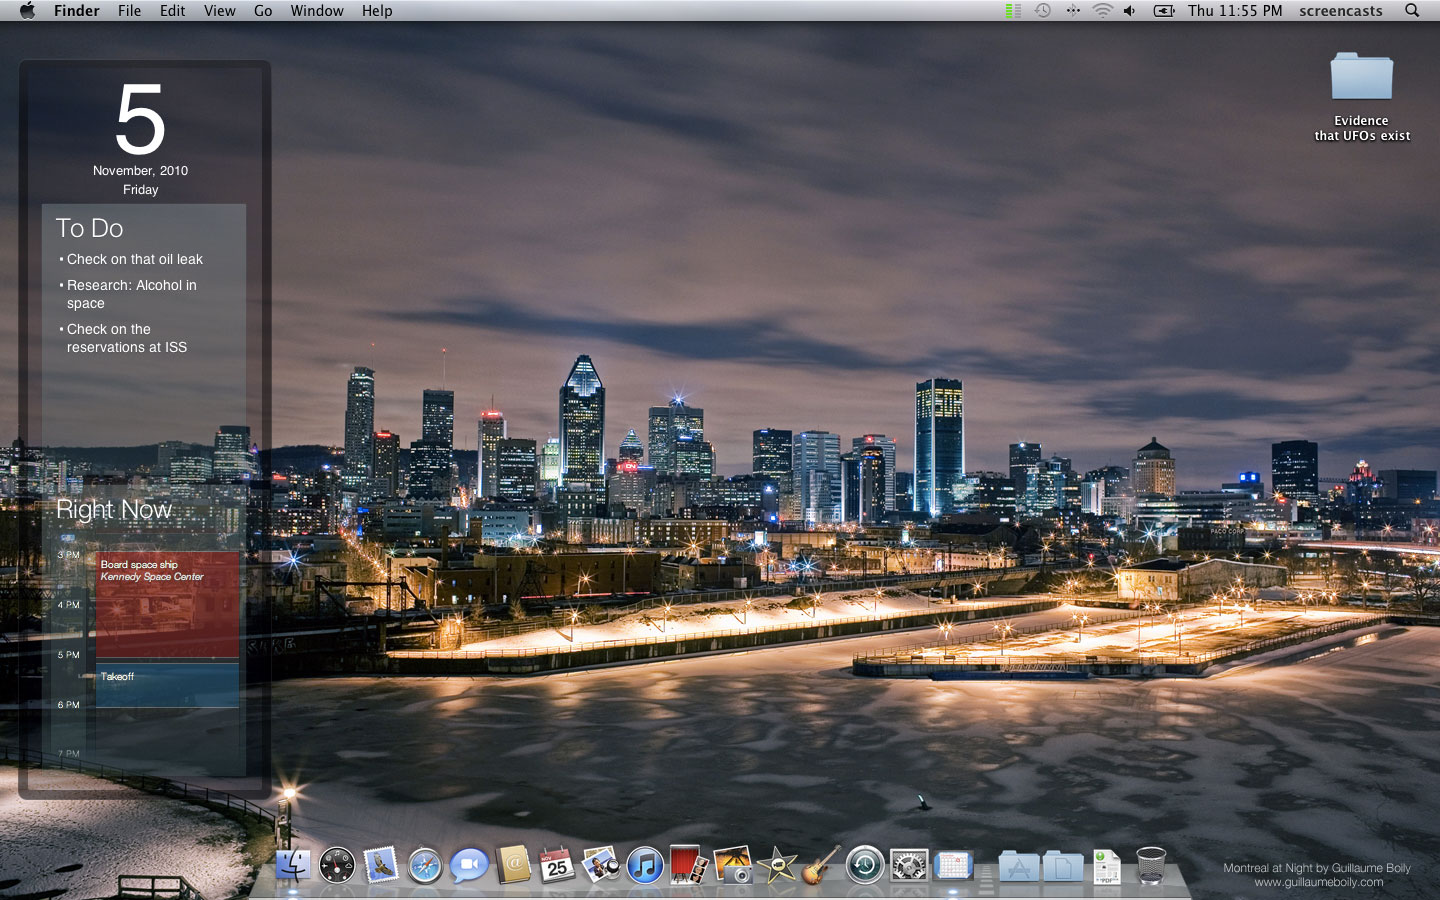 Finder File Edit View Go Window Help
Thu 11:55 PM screencasts
Evidence
that UFOs exist
5
November, 2010
Friday
To Do
• Check on that oil leak
• Research: Alcohol in
space
• Check on the
reservations at ISS
Right Now
3 PM
Board space ship
Kennedy Space Center
4 PM
5 PM
Takeoff
6 PM
7 PM
CN
NOV
25
PDF
Montreal at Night by Guillaume Boily
www.guillaumeboily.com